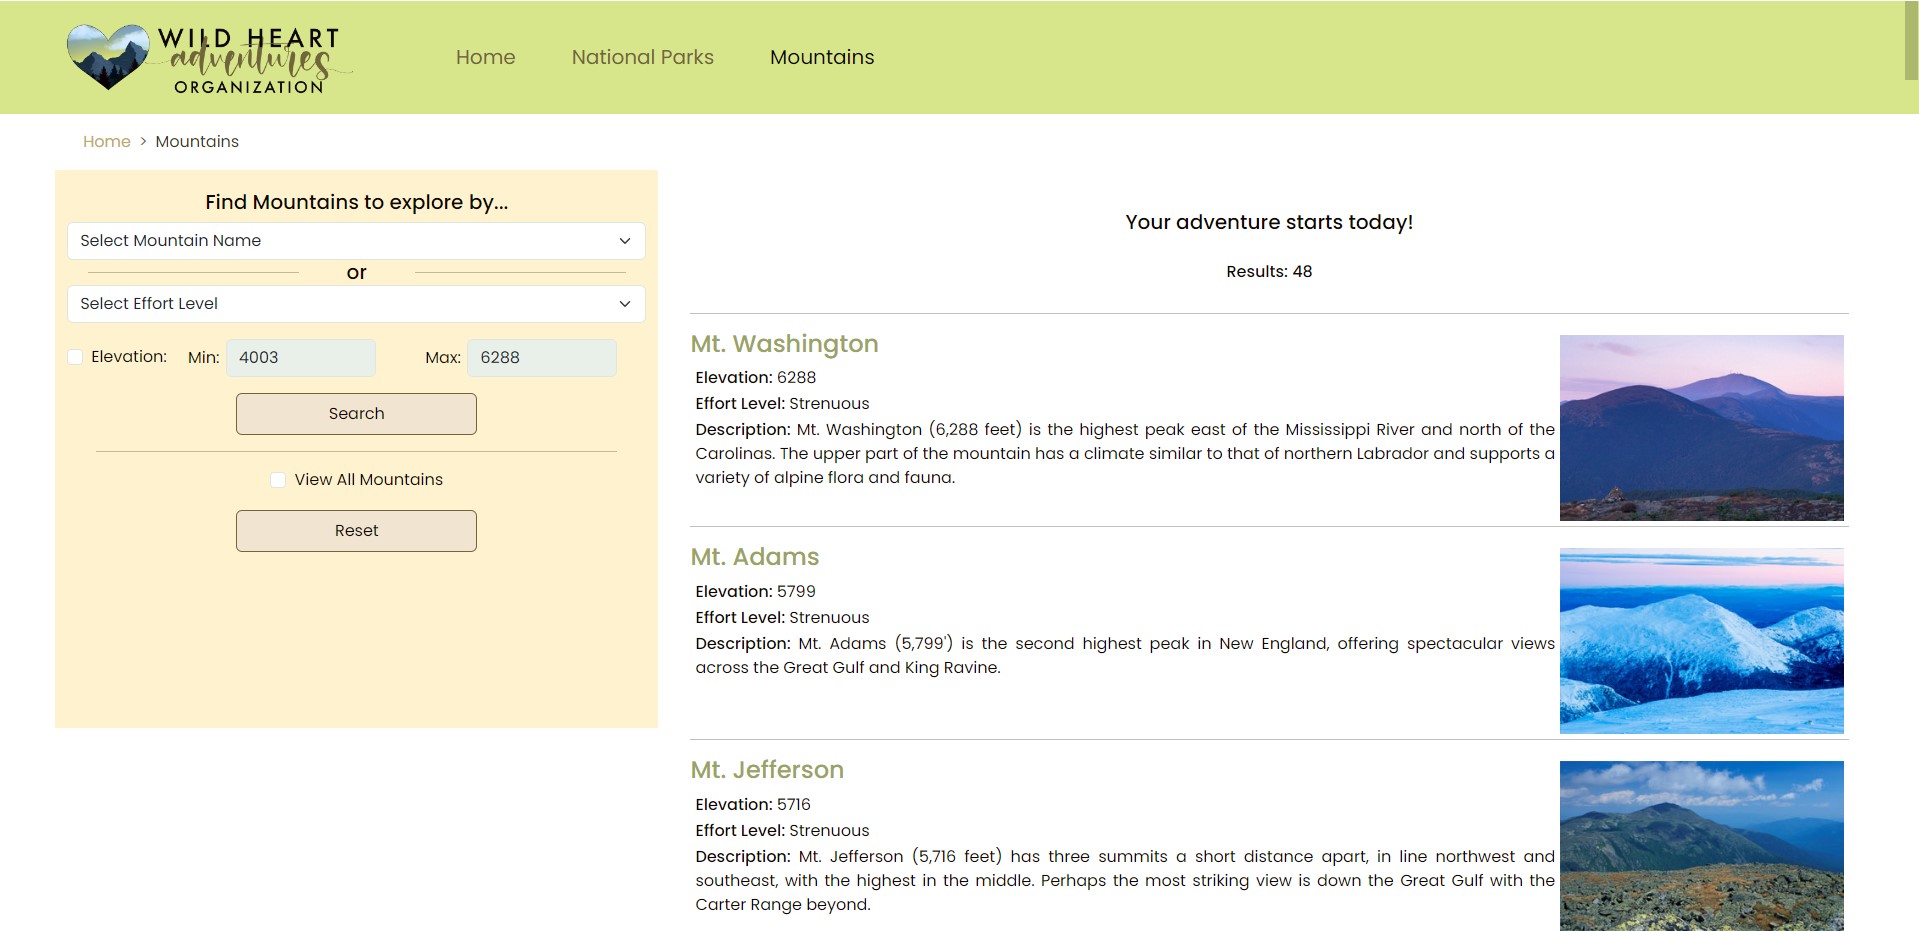 WILD HEART
adventures
ORGANIZATION
Home
National Parks
Mountains
Home > Mountains
Find Mountains to explore by...
Select Mountain Name
or
Select Effort Level
Elevation: Min: 4003 Max: 6288
Search
View All Mountains
Reset
Your adventure starts today!
Results: 48
Mt. Washington
Elevation: 6288
Effort Level: Strenuous
Description: Mt. Washington (6,288 feet) is the highest peak east of the Mississippi River and north of the
Carolinas. The upper part of the mountain has a climate similar to that of northern Labrador and supports a
variety of alpine flora and fauna.
Mt. Adams
Elevation: 5799
Effort Level: Strenuous
Description: Mt. Adams (5,799') is the second highest peak in New England, offering spectacular views
across the Great Gulf and King Ravine.
Mt. Jefferson
Elevation: 5716
Effort Level: Strenuous
Description: Mt. Jefferson (5,716 feet) has three summits a short distance apart, in line northwest and
southeast, with the highest in the middle. Perhaps the most striking view is down the Great Gulf with the
Carter Range beyond.